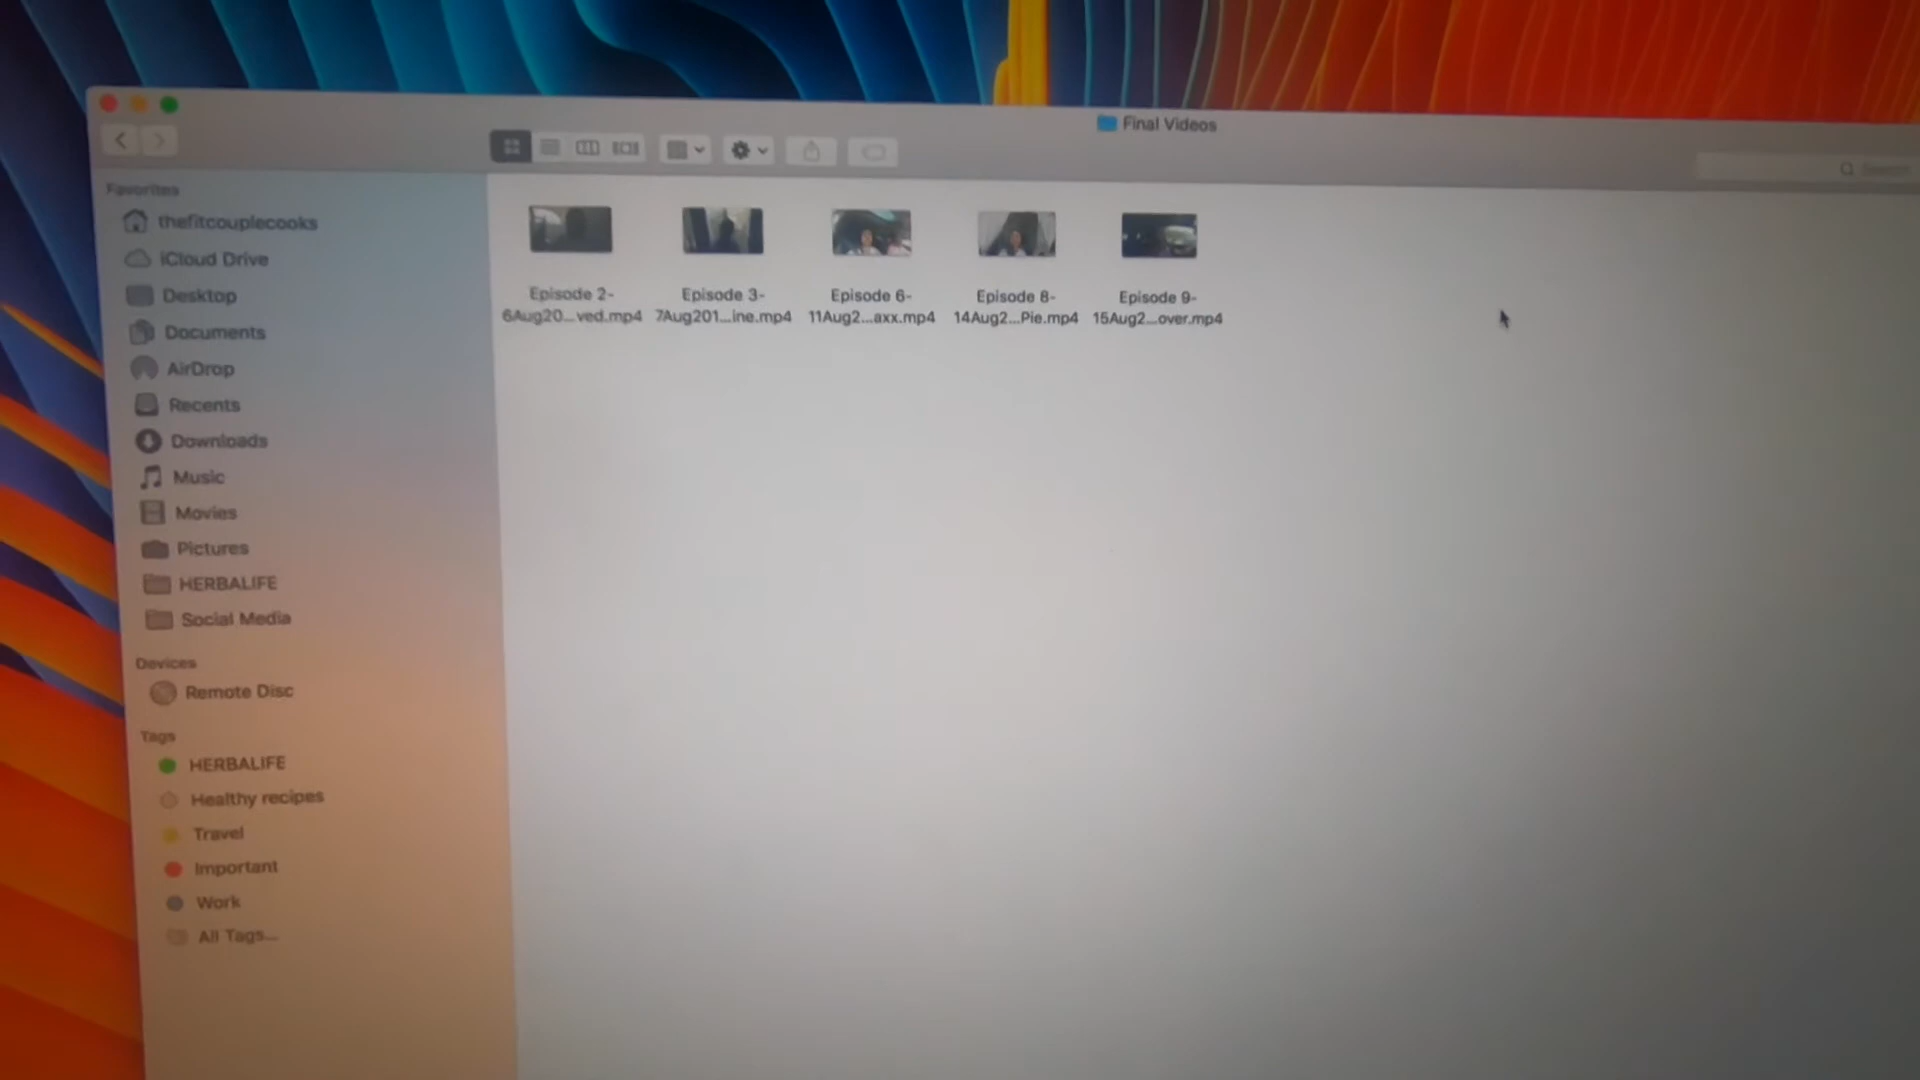 Final Videos
Search
Favorites
thefitcouplecooks
iCloud Drive
Desktop
Documents
AirDrop
Recents
Downloads
Music
Movies
Pictures
HERBALIFE
Social Media
Devices
Remote Disc
Tags
HERBALIFE
Healthy recipes
Travel
Important
Work
All Tags...
Episode 2-
6Aug20...ved.mp4
Episode 3-
7Aug201...ine.mp4
Episode 6-
11Aug2...axx.mp4
Episode 8-
14Aug2...Pie.mp4
Episode 9-
15Aug2...over.mp4